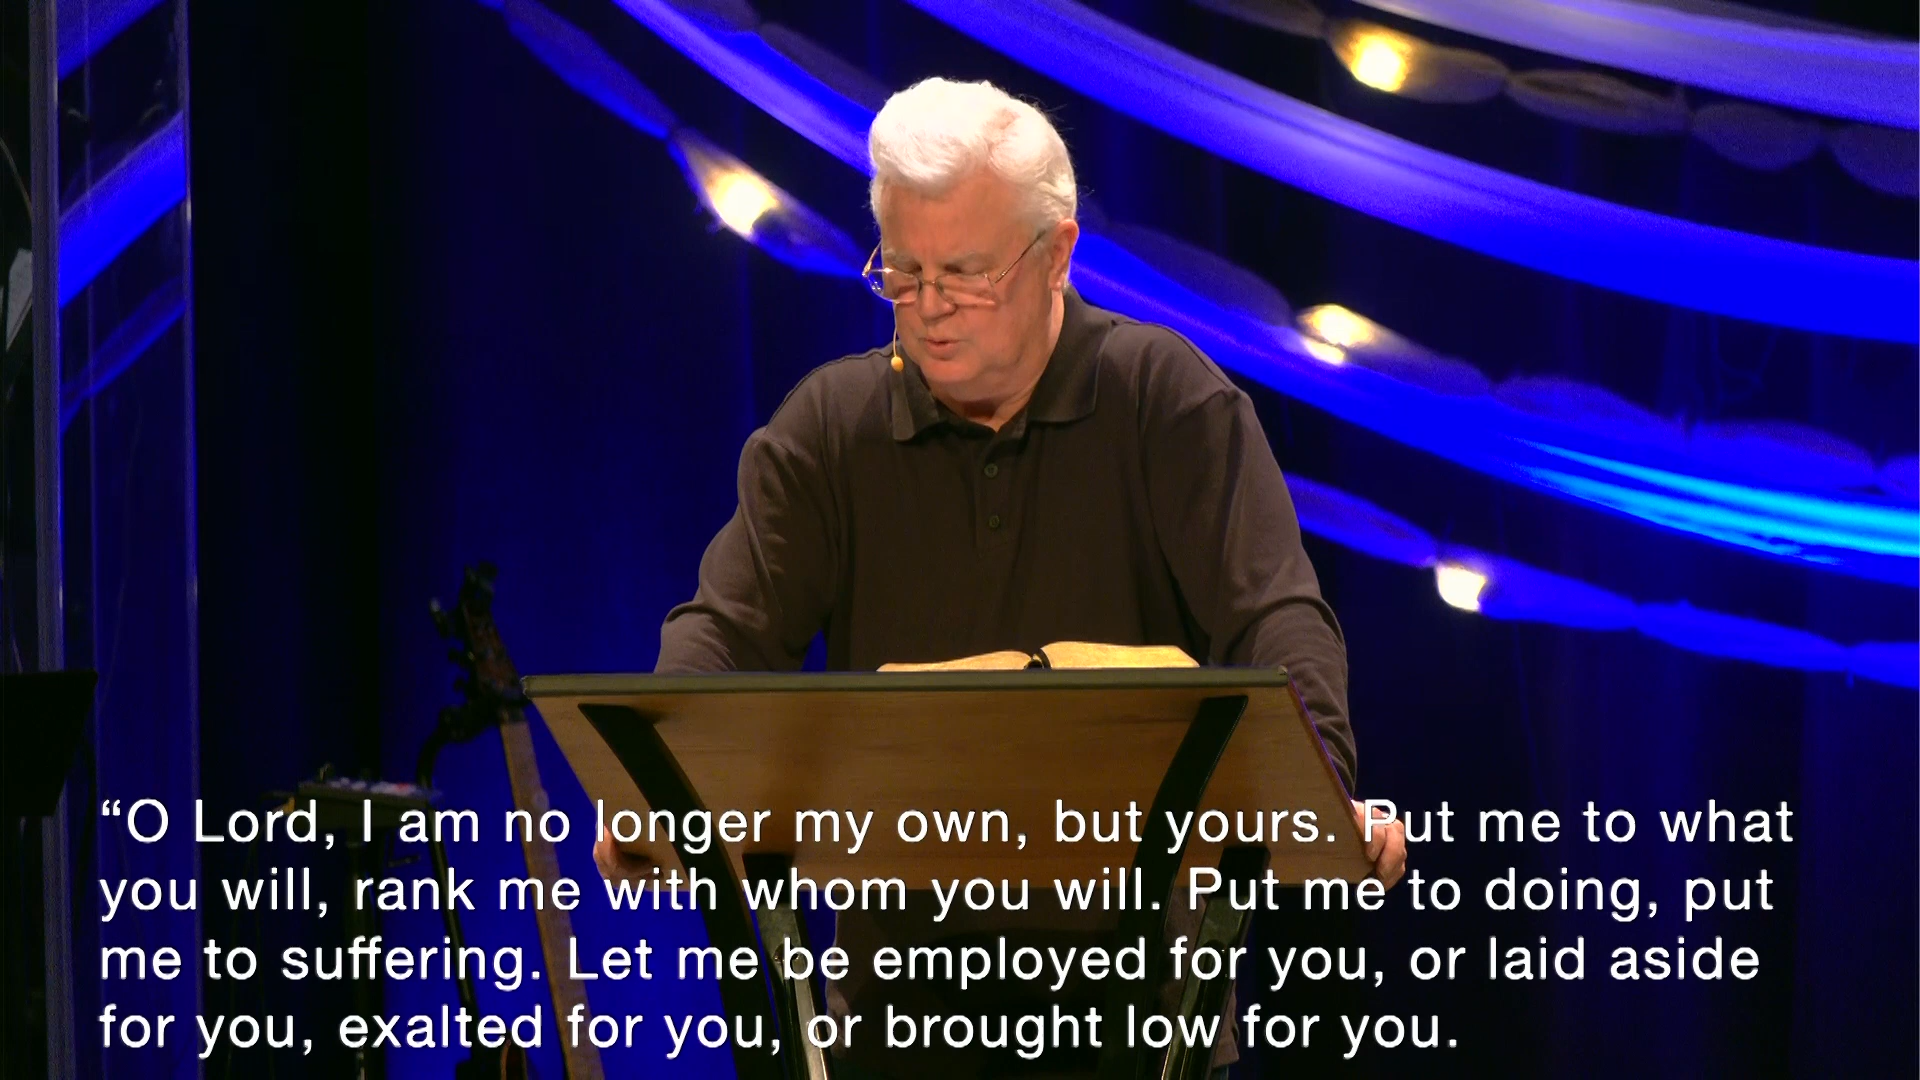 “O Lord, I am no longer my own, but yours. Put me to what
you will, rank me with whom you will. Put me to doing, put
me to suffering. Let me be employed for you, or laid aside
for you, exalted for you, or brought low for you.